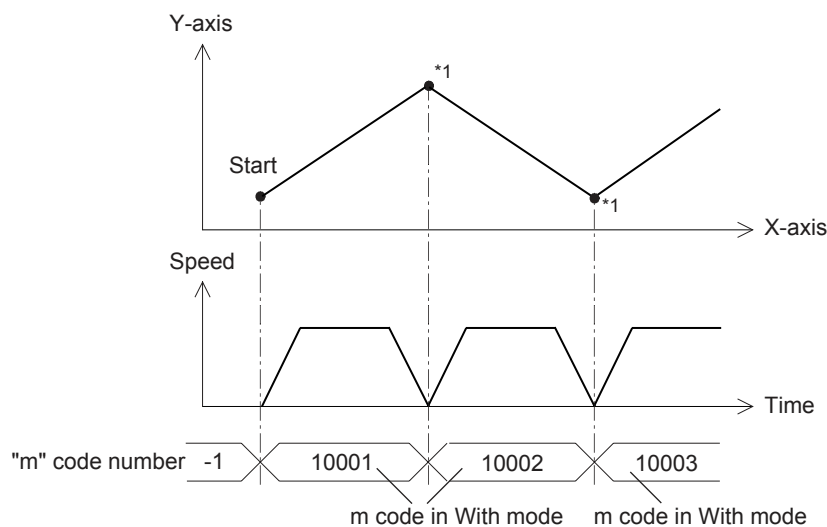 Y-axis
*1
Start
*1
X-axis
Speed
Time
"m" code number -1 10001 10002 10003
m code in With mode m code in With mode